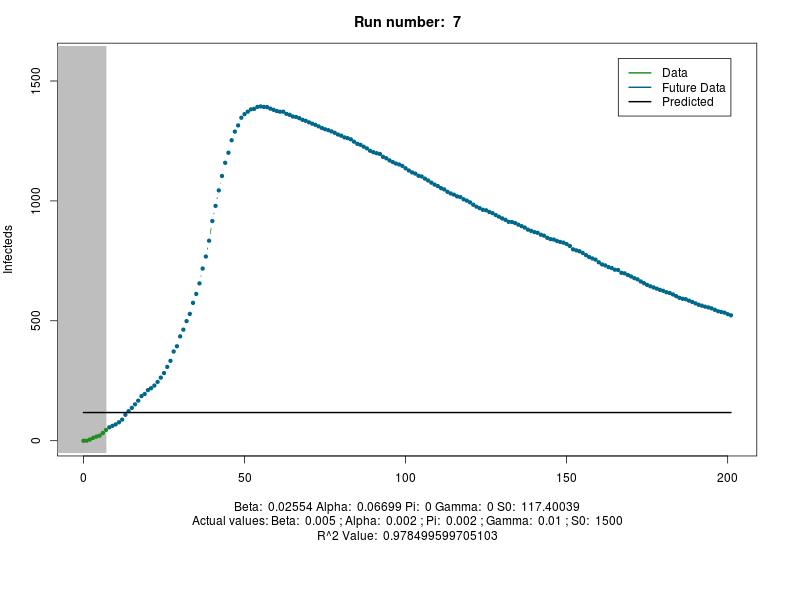 Run number: 7
1500
1000
500
0
Infecteds
Data
Future Data
Predicted
0 50 100 150 200
Beta: 0.02554 Alpha: 0.06699 Pi: 0 Gamma: 0 S0: 117.40039
Actual values: Beta: 0.005 ; Alpha: 0.002 ; Pi: 0.002 ; Gamma: 0.01 ; S0: 1500
R^2 Value: 0.978499599705103